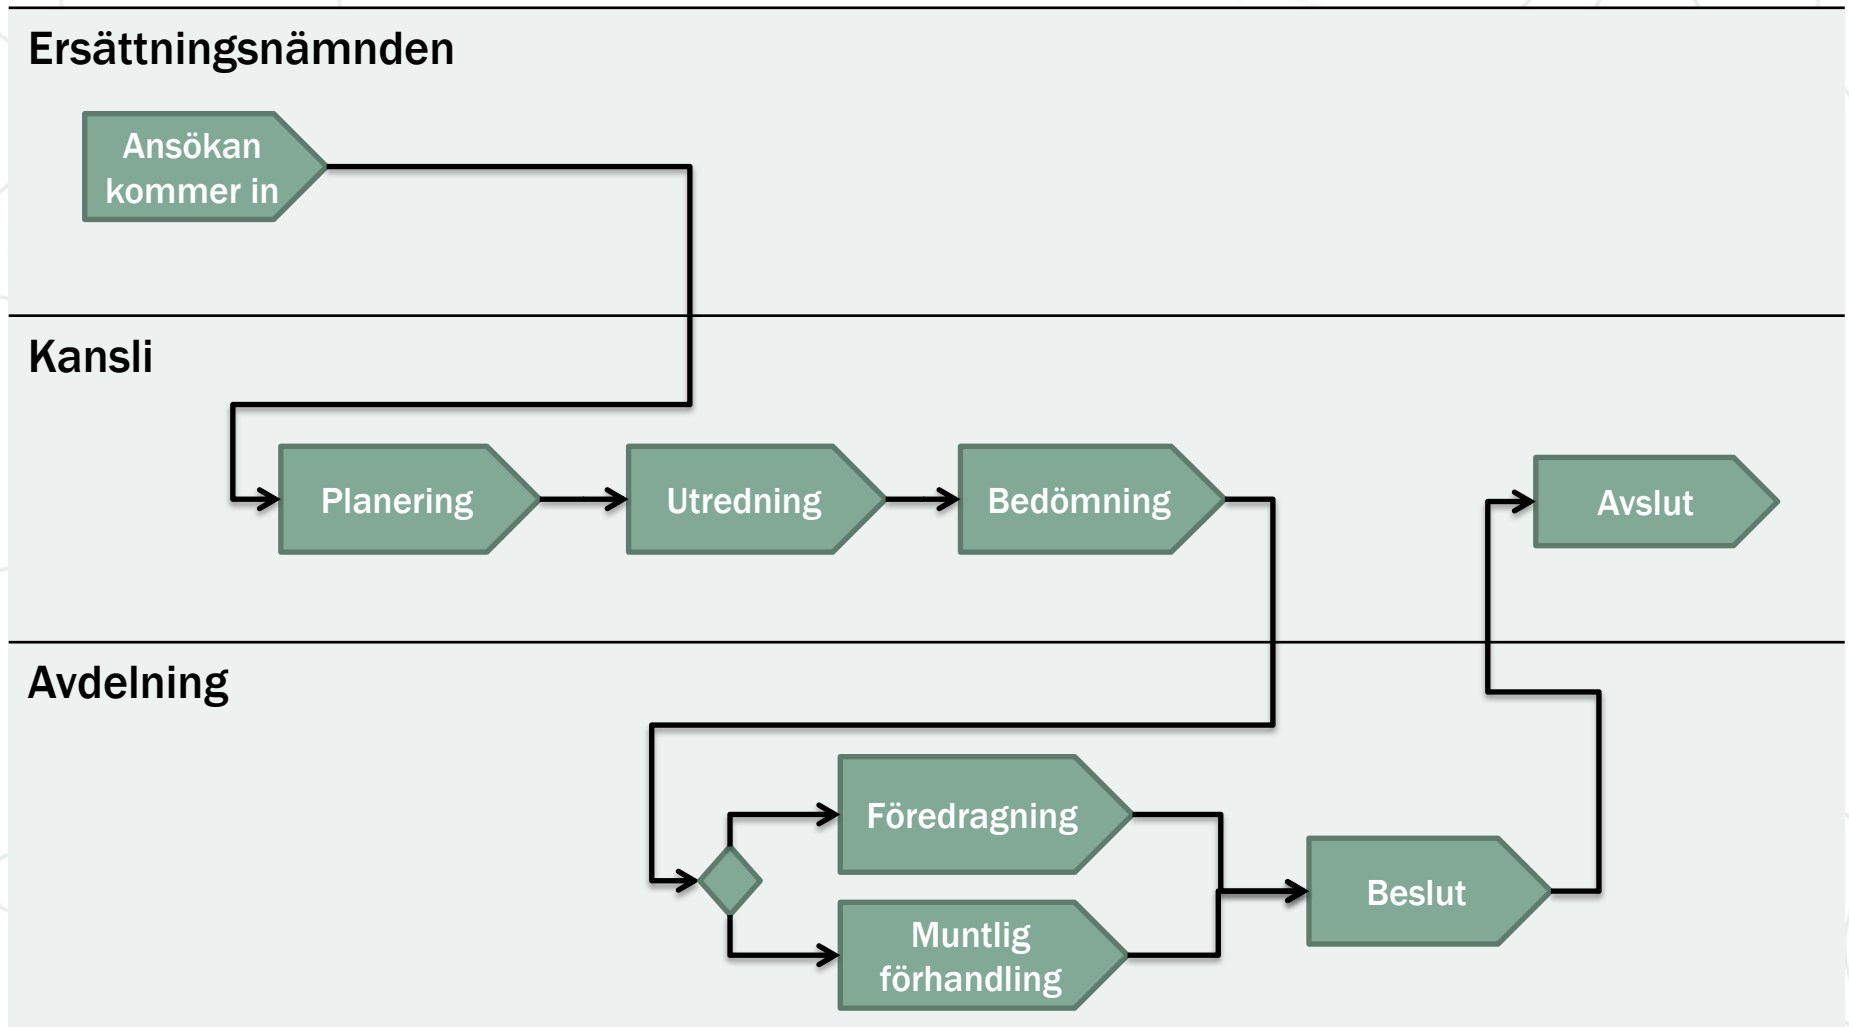 Ersättningsnämnden
Ansökan
kommer in
Kansli
Planering
Utredning
Bedömning
Avslut
Avdelning
Föredragning
Muntlig
förhandling
Beslut